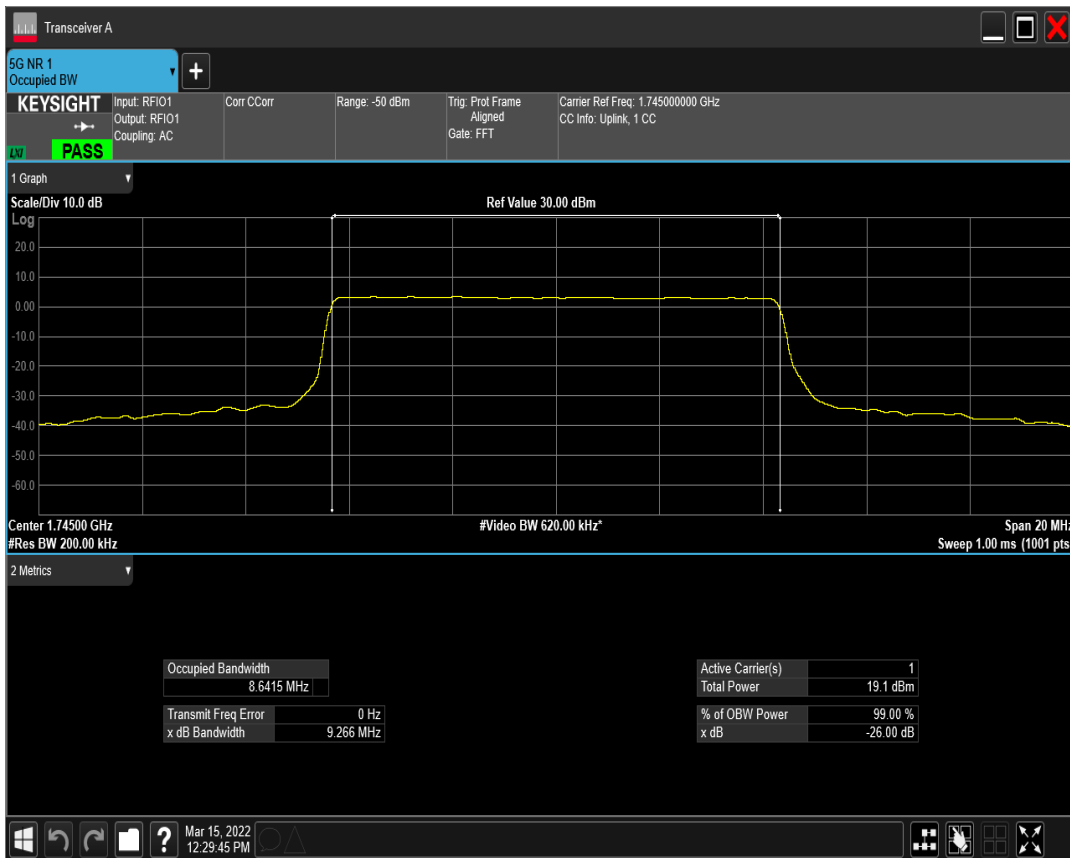 Transceiver A
5G NR 1
Occupied BW
+
KEYSIGHT
LXI
PASS
Input: RFIO1
Output: RFIO1
Coupling: AC
Corr CCorr
Range: -50 dBm
Trig: Prot Frame
Aligned
Gate: FFT
Carrier Ref Freq: 1.745000000 GHz
CC Info: Uplink, 1 CC
1 Graph
Scale/Div 10.0 dB
Ref Value 30.00 dBm
Log
20.0
10.0
0.00
-10.0
-20.0
-30.0
-40.0
-50.0
-60.0
Center 1.74500 GHz
#Video BW 620.00 kHz*
Span 20 MHz
#Res BW 200.00 kHz
Sweep 1.00 ms (1001 pts
2 Metrics
Occupied Bandwidth
8.6415 MHz
Transmit Freq Error 0 Hz
x dB Bandwidth 9.266 MHz
Active Carrier(s) 1
Total Power 19.1 dBm
% of OBW Power 99.00 %
x dB -26.00 dB
?
Mar 15, 2022
12:29:45 PM